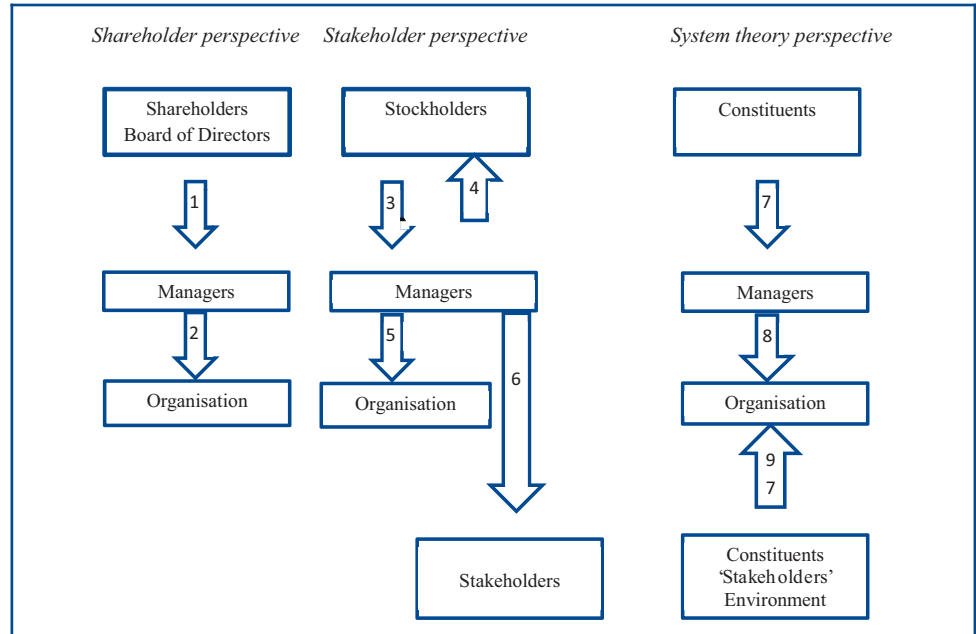 Shareholder perspective
Stakeholder perspective
System theory perspective
Shareholders
Board of Directors
Stockholders
Constituents
1
3
4
7
Managers
Managers
Managers
2
5
6
8
Organisation
Organisation
Organisation
9
7
Stakeholders
Constituents
‘Stakeholders’
Environment